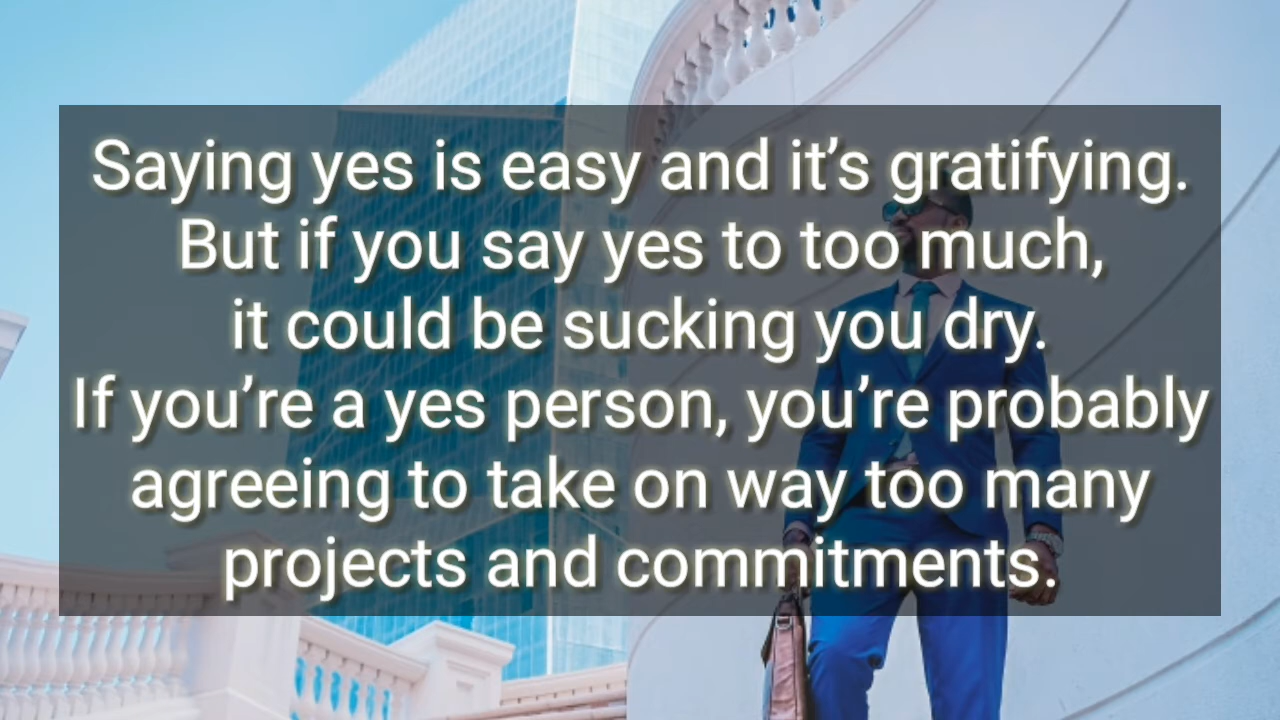 Saying yes is easy and it’s gratifying.
But if you say yes to too much,
it could be sucking you dry.
If you’re a yes person, you’re probably
agreeing to take on way too many
projects and commitments.